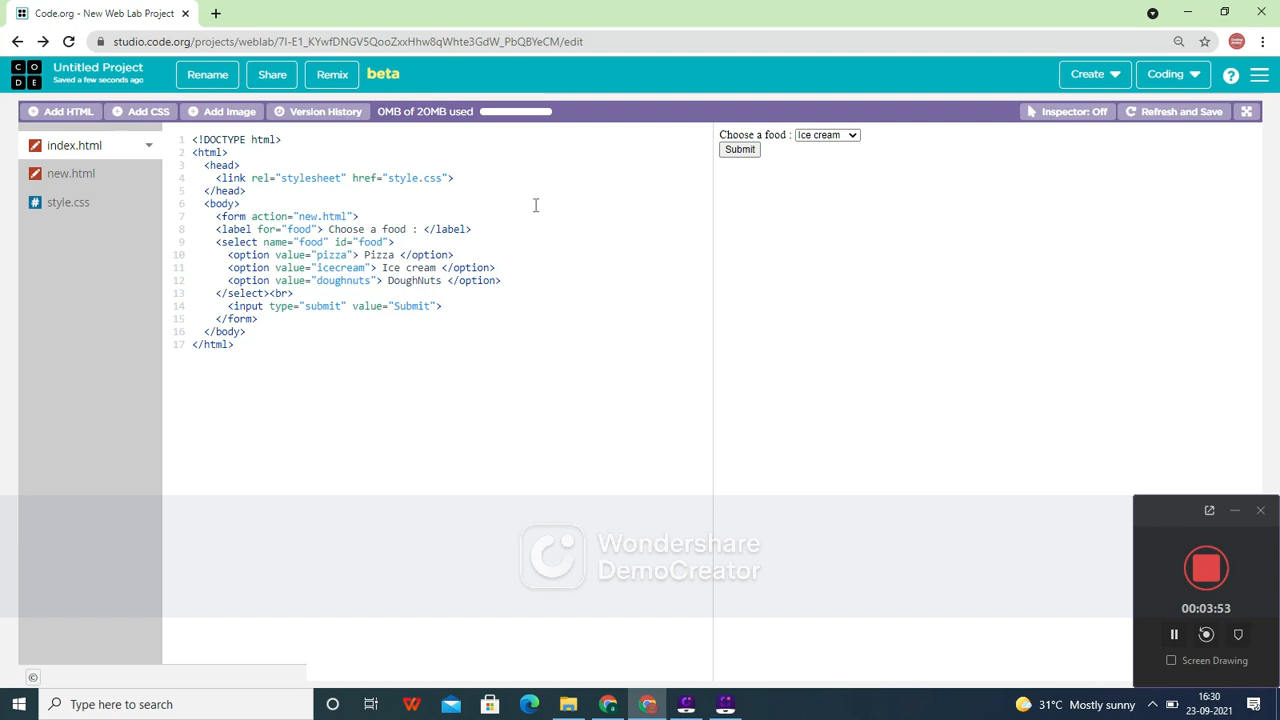 Code.org - New Web Lab Project
studio.code.org/projects/weblab/7I-E1_KYwfDNGV5QooZxxHhw8qWhte3GdW_PbQBYeCM/edit
C O D E
Untitled Project
Saved a few seconds ago
Rename
Share
Remix
beta
Create
Coding
?
Add HTML
Add CSS
Add Image
Version History
0MB of 20MB used
Inspector: Off
Refresh and Save
index.html
new.html
# style.css
1 <!DOCTYPE html>
2 <html>
3 <head>
4 <link rel="stylesheet" href="style.css">
5 </head>
6 <body>
7 <form action="new.html">
8 <label for="food"> Choose a food : </label>
9 <select name="food" id="food">
10 <option value="pizza"> Pizza </option>
11 <option value="icecream"> Ice cream </option>
12 <option value="doughnuts"> DoughNuts </option>
13 </select><br>
14 <input type="submit" value="Submit">
15 </form>
16 </body>
17 </html>
Choose a food : Ice cream
Submit
Wondershare
DemoCreator
00:03:53
Screen Drawing
©
Type here to search
31°C Mostly sunny
16:30
23-09-2021